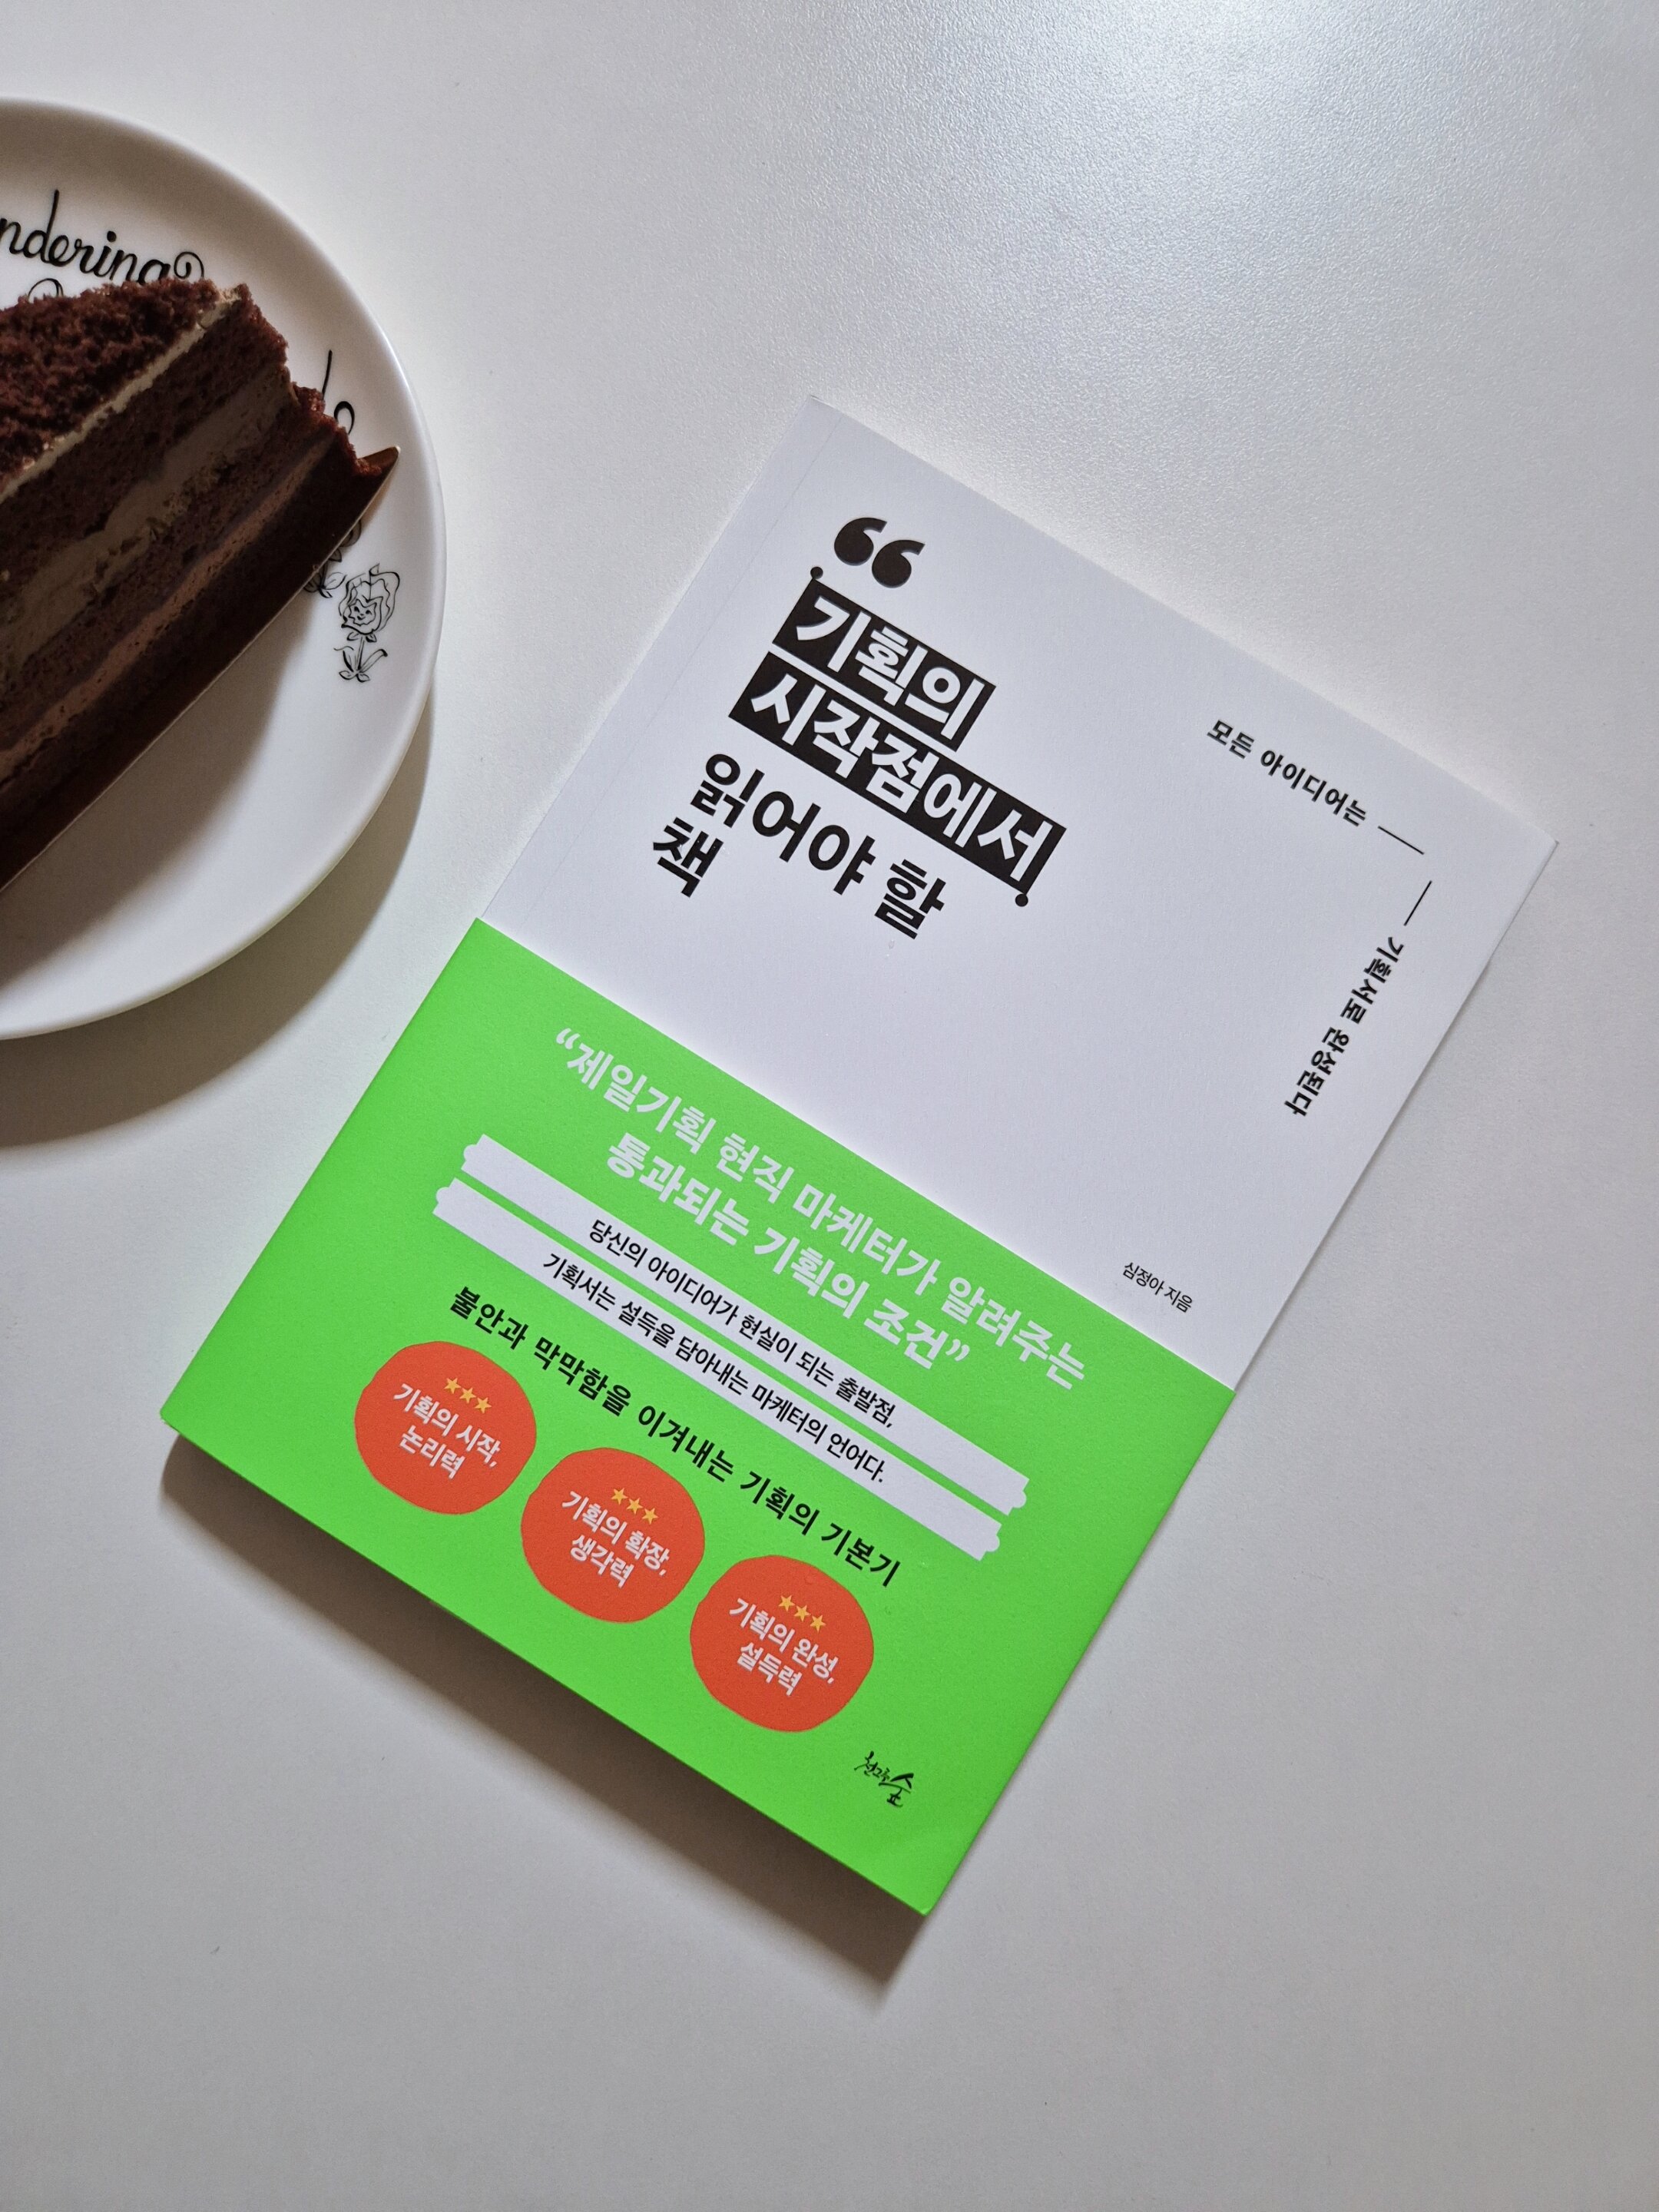 ndering
“
기획의
시작점에서
읽어야 할
책
모든 아이디어는
기획서로 완성된다
심정아 지음
“제일기획 현직 마케터가 알려주는
통과되는 기획의 조건”
당신의 아이디어가 현실이 되는 출발점,
기획서는 설득을 담아내는 마케터의 언어다.
불안과 막막함을 이겨내는 기획의 기본기
기획의 시작,
논리력
기획의 확장,
생각력
기획의 완성,
설득력
천그루숲